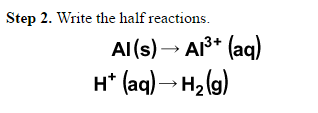 Step 2. Write the half reactions.
Al(s) → Al³⁺ (aq)
H⁺ (aq) → H₂(g)